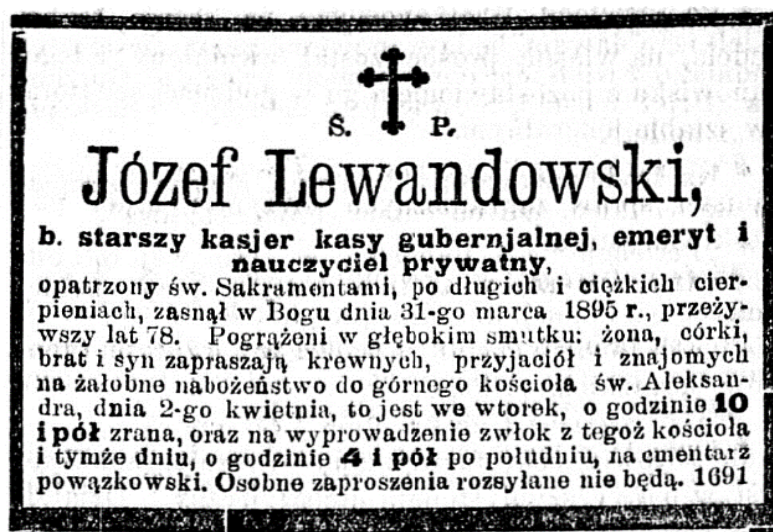 Ś. P.
Józef Lewandowski,
b. starszy kasjer kasy gubernjalnej, emeryt i
nauczyciel prywatny,
opatrzony św. Sakramentami, po długich i ciężkich cier-
pieniach, zasnął w Bogu dnia 31-go marca 1895 r., przeży-
wszy lat 78. Pogrążeni w głębokim smutku: żona, córki,
brat i syn zapraszają krewnych, przyjaciół i znajomych
na żałobne nabożeństwo do górnego kościoła św. Aleksan-
dra, dnia 2-go kwietnia, to jest we wtorek, o godzinie 10
i pół zrana, oraz na wyprowadzenie zwłok z tegoż kościoła
i tymże dniu, o godzinie 4 i pół po południu, na cmentarz
powązkowski. Osobne zaproszenia rozsyłane nie będą. 1691